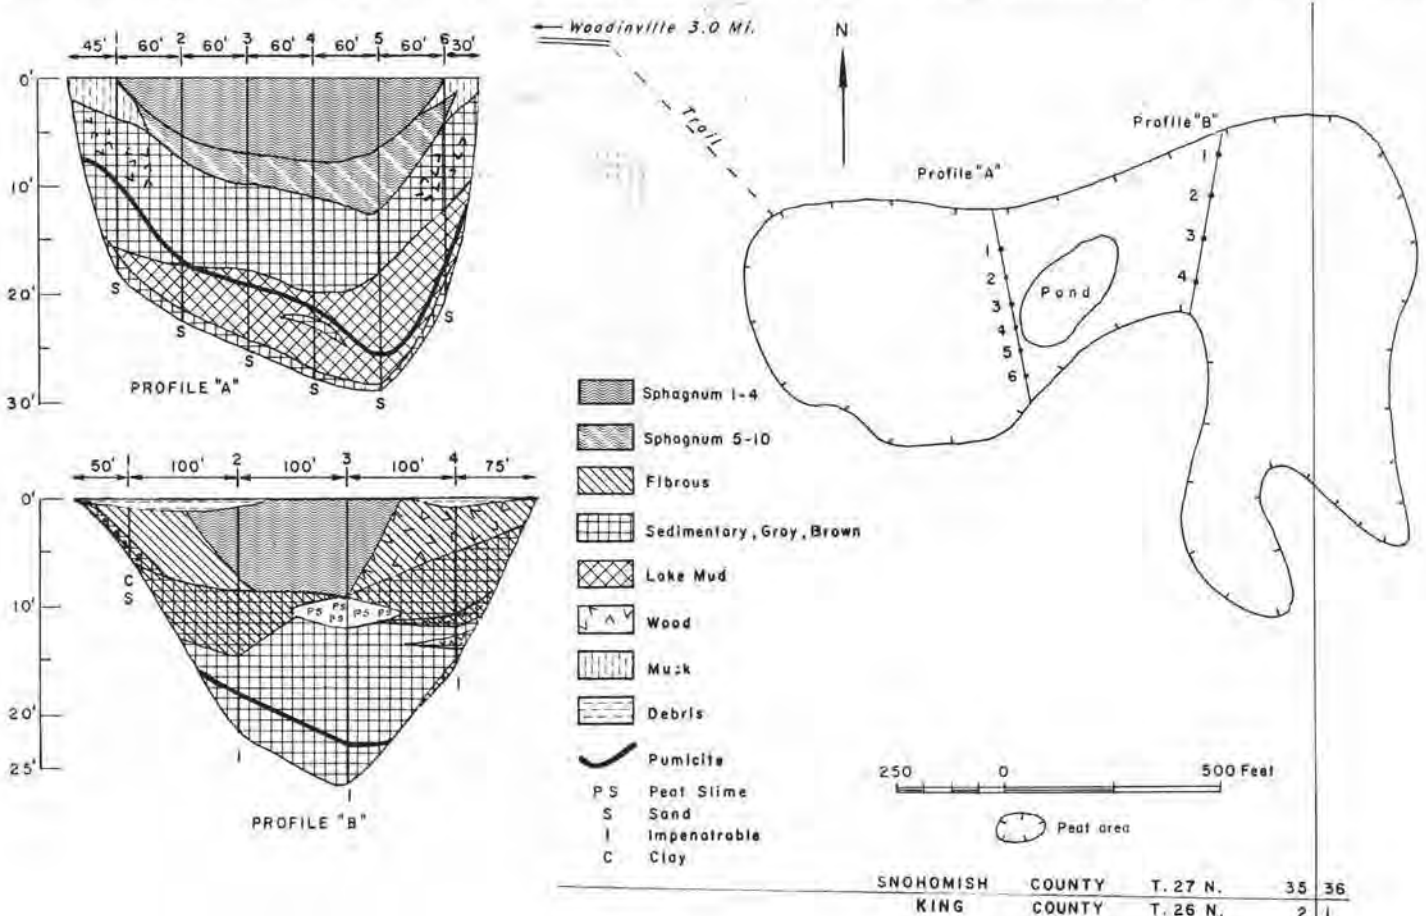 45' 1 60' 2 60' 3 60' 4 60' 5 60' 6 30'
0'
10'
20'
30'
S
S
S
S
S
S
PROFILE "A"
50' 1 100' 2 100' 3 100' 4 75'
0'
10'
20'
25'
C
S
PS PS PS PS
PS
I
I
I
PROFILE "B"
Sphagnum 1-4
Sphagnum 5-10
Fibrous
Sedimentary, Gray, Brown
Lake Mud
Wood
Muck
Debris
Pumicite
PS Peat Slime
S Sand
I Impenatrable
C Clay
Woodinville 3.0 Mi.
Trail
N
Profile "A"
1
2
3
4
5
6
Pond
Profile "B"
1
2
3
4
250 0 500 Feet
Peat area
SNOHOMISH COUNTY T. 27 N. 35 36
KING COUNTY T. 26 N. 2 1